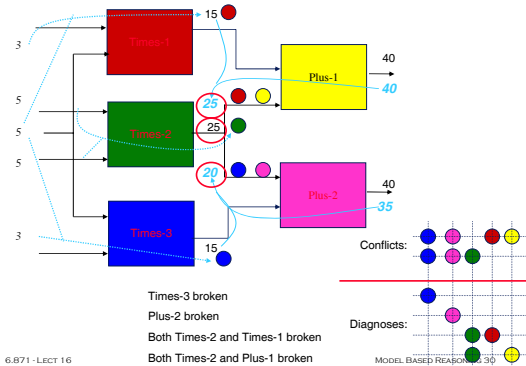 15
3
Times-1
40
Plus-1
25
40
5
25
5
Times-2
5
20
Plus-2
40
35
3
Times-3
15
Conflicts:
Times-3 broken
Plus-2 broken
Diagnoses:
Both Times-2 and Times-1 broken
Both Times-2 and Plus-1 broken
6.871 - LECT 16
MODEL BASED REASONING 30